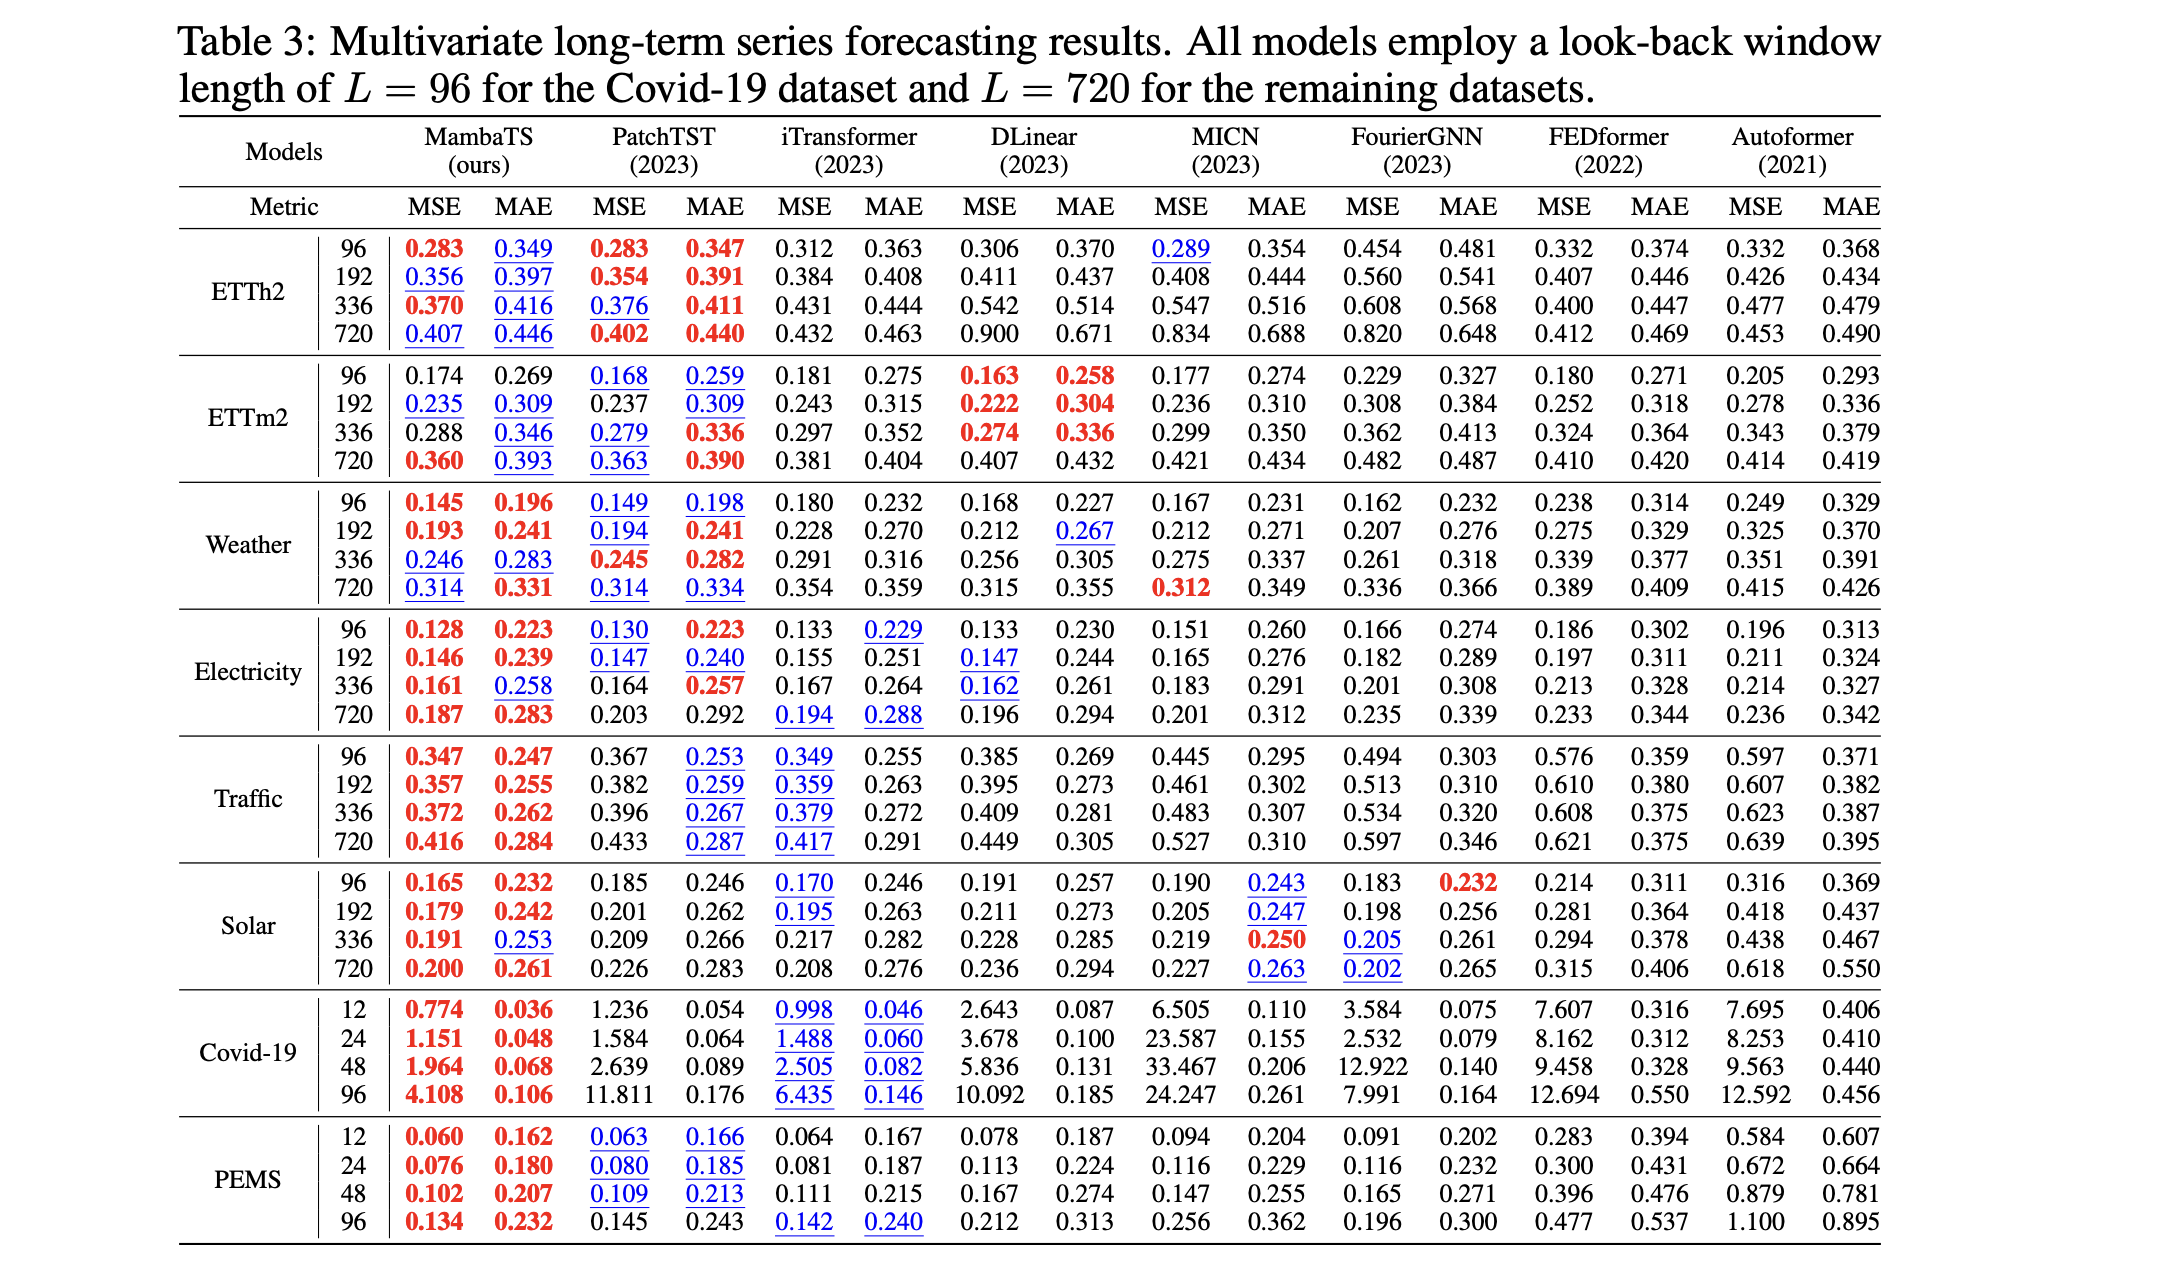 Table 3: Multivariate long-term series forecasting results. All models employ a look-back window
length of L = 96 for the Covid-19 dataset and L = 720 for the remaining datasets.
Models MambaTS (ours) PatchTST (2023) iTransformer (2023) DLinear (2023) MICN (2023) FourierGNN (2023) FEDformer (2022) Autoformer (2021)
Metric MSE MAE MSE MAE MSE MAE MSE MAE MSE MAE MSE MAE MSE MAE MSE MAE
ETTh2
96 0.283 0.349 0.283 0.347 0.312 0.363 0.306 0.370 0.289 0.354 0.454 0.481 0.332 0.374 0.332 0.368
192 0.356 0.397 0.354 0.391 0.384 0.408 0.411 0.437 0.408 0.444 0.560 0.541 0.407 0.446 0.426 0.434
336 0.370 0.416 0.376 0.411 0.431 0.444 0.542 0.514 0.547 0.516 0.608 0.568 0.400 0.447 0.477 0.479
720 0.407 0.446 0.402 0.440 0.432 0.463 0.900 0.671 0.834 0.688 0.820 0.648 0.412 0.469 0.453 0.490
ETTm2
96 0.174 0.269 0.168 0.259 0.181 0.275 0.163 0.258 0.177 0.274 0.229 0.327 0.180 0.271 0.205 0.293
192 0.235 0.309 0.237 0.309 0.243 0.315 0.222 0.304 0.236 0.310 0.308 0.384 0.252 0.318 0.278 0.336
336 0.288 0.346 0.279 0.336 0.297 0.352 0.274 0.336 0.299 0.350 0.362 0.413 0.324 0.364 0.343 0.379
720 0.360 0.393 0.363 0.390 0.381 0.404 0.407 0.432 0.421 0.434 0.482 0.487 0.410 0.420 0.414 0.419
Weather
96 0.145 0.196 0.149 0.198 0.180 0.232 0.168 0.227 0.167 0.231 0.162 0.232 0.238 0.314 0.249 0.329
192 0.193 0.241 0.194 0.241 0.228 0.270 0.212 0.267 0.212 0.271 0.207 0.276 0.275 0.329 0.325 0.370
336 0.246 0.283 0.245 0.282 0.291 0.316 0.256 0.305 0.275 0.337 0.261 0.318 0.339 0.377 0.351 0.391
720 0.314 0.331 0.314 0.334 0.354 0.359 0.315 0.355 0.312 0.349 0.336 0.366 0.389 0.409 0.415 0.426
Electricity
96 0.128 0.223 0.130 0.223 0.133 0.229 0.133 0.230 0.151 0.260 0.166 0.274 0.186 0.302 0.196 0.313
192 0.146 0.239 0.147 0.240 0.155 0.251 0.147 0.244 0.165 0.276 0.182 0.289 0.197 0.311 0.211 0.324
336 0.161 0.258 0.164 0.257 0.167 0.264 0.162 0.261 0.183 0.291 0.201 0.308 0.213 0.328 0.214 0.327
720 0.187 0.283 0.203 0.292 0.194 0.288 0.196 0.294 0.201 0.312 0.235 0.339 0.233 0.344 0.236 0.342
Traffic
96 0.347 0.247 0.367 0.253 0.349 0.255 0.385 0.269 0.445 0.295 0.494 0.303 0.576 0.359 0.597 0.371
192 0.357 0.255 0.382 0.259 0.359 0.263 0.395 0.273 0.461 0.302 0.513 0.310 0.610 0.380 0.607 0.382
336 0.372 0.262 0.396 0.267 0.379 0.272 0.409 0.281 0.483 0.307 0.534 0.320 0.608 0.375 0.623 0.387
720 0.416 0.284 0.433 0.287 0.417 0.291 0.449 0.305 0.527 0.310 0.597 0.346 0.621 0.375 0.639 0.395
Solar
96 0.165 0.232 0.185 0.246 0.170 0.246 0.191 0.257 0.190 0.243 0.183 0.232 0.214 0.311 0.316 0.369
192 0.179 0.242 0.201 0.262 0.195 0.263 0.211 0.273 0.205 0.247 0.198 0.256 0.281 0.364 0.418 0.437
336 0.191 0.253 0.209 0.266 0.217 0.282 0.228 0.285 0.219 0.250 0.205 0.261 0.294 0.378 0.438 0.467
720 0.200 0.261 0.226 0.283 0.208 0.276 0.236 0.294 0.227 0.263 0.202 0.265 0.315 0.406 0.618 0.550
Covid-19
12 0.774 0.036 1.236 0.054 0.998 0.046 2.643 0.087 6.505 0.110 3.584 0.075 7.607 0.316 7.695 0.406
24 1.151 0.048 1.584 0.064 1.488 0.060 3.678 0.100 23.587 0.155 2.532 0.079 8.162 0.312 8.253 0.410
48 1.964 0.068 2.639 0.089 2.505 0.082 5.836 0.131 33.467 0.206 12.922 0.140 9.458 0.328 9.563 0.440
96 4.108 0.106 11.811 0.176 6.435 0.146 10.092 0.185 24.247 0.261 7.991 0.164 12.694 0.550 12.592 0.456
PEMS
12 0.060 0.162 0.063 0.166 0.064 0.167 0.078 0.187 0.094 0.204 0.091 0.202 0.283 0.394 0.584 0.607
24 0.076 0.180 0.080 0.185 0.081 0.187 0.113 0.224 0.116 0.229 0.116 0.232 0.300 0.431 0.672 0.664
48 0.102 0.207 0.109 0.213 0.111 0.215 0.167 0.274 0.147 0.255 0.165 0.271 0.396 0.476 0.879 0.781
96 0.134 0.232 0.145 0.243 0.142 0.240 0.212 0.313 0.256 0.362 0.196 0.300 0.477 0.537 1.100 0.895